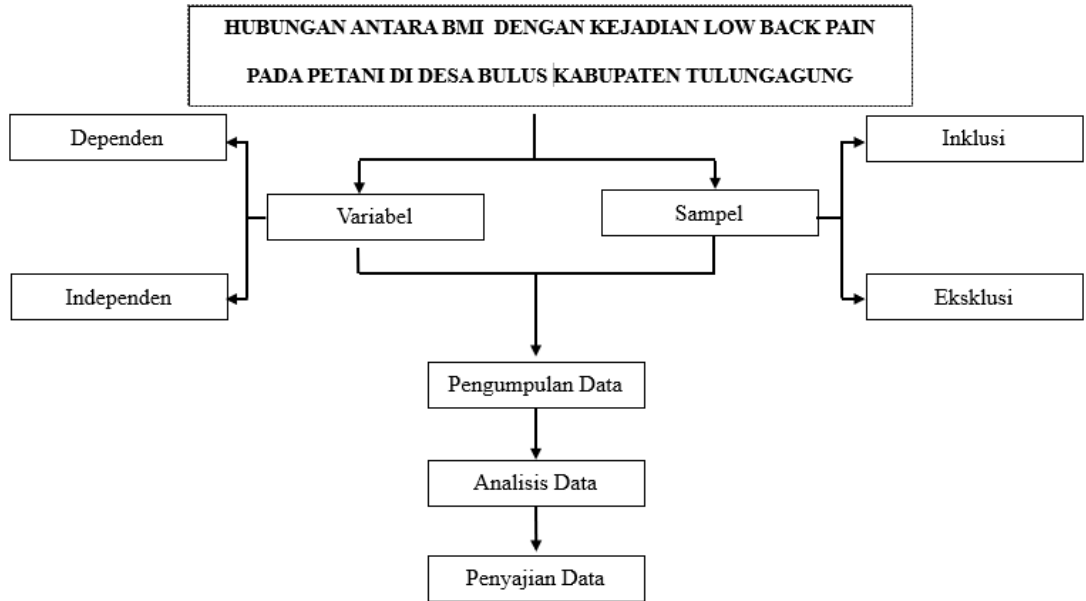 HUBUNGAN ANTARA BMI DENGAN KEJADIAN LOW BACK PAIN
PADA PETANI DI DESA BULUS KABUPATEN TULUNGAGUNG
Dependen
Inklusi
Variabel
Sampel
Independen
Eksklusi
Pengumpulan Data
Analisis Data
Penyajian Data